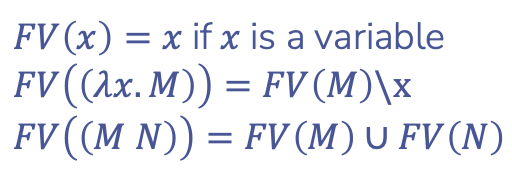 FV(x) = x if x is a variable
FV((λx. M)) = FV(M)\x
FV((M N)) = FV(M) ∪ FV(N)